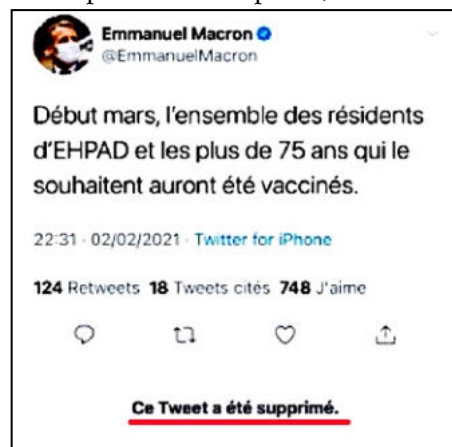 Emmanuel Macron
@EmmanuelMacron
Début mars, l'ensemble des résidents
d'EHPAD et les plus de 75 ans qui le
souhaitent auront été vaccinés.
22:31 · 02/02/2021 · Twitter for iPhone
124 Retweets 18 Tweets cités 748 J'aime
Ce Tweet a été supprimé.